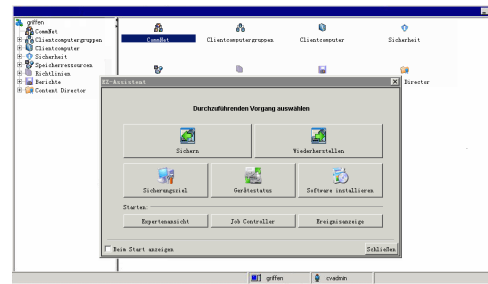 griffen
CommNet
Clientcomputergruppen
Clientcomputer
Sicherheit
Speicherressourcen
Richtlinien
Berichte
Content Director
CommNet
Clientcomputergruppen
Clientcomputer
Sicherheit
Director
EZ-Assistent
Durchzuführenden Vorgang auswählen
Sichern
Wiederherstellen
Sicherungsziel
Gerätestatus
Software installieren
Starten:
Expertenansicht
Job Controller
Ereignisanzeige
Beim Start anzeigen
Schließen
griffen
cvadmin